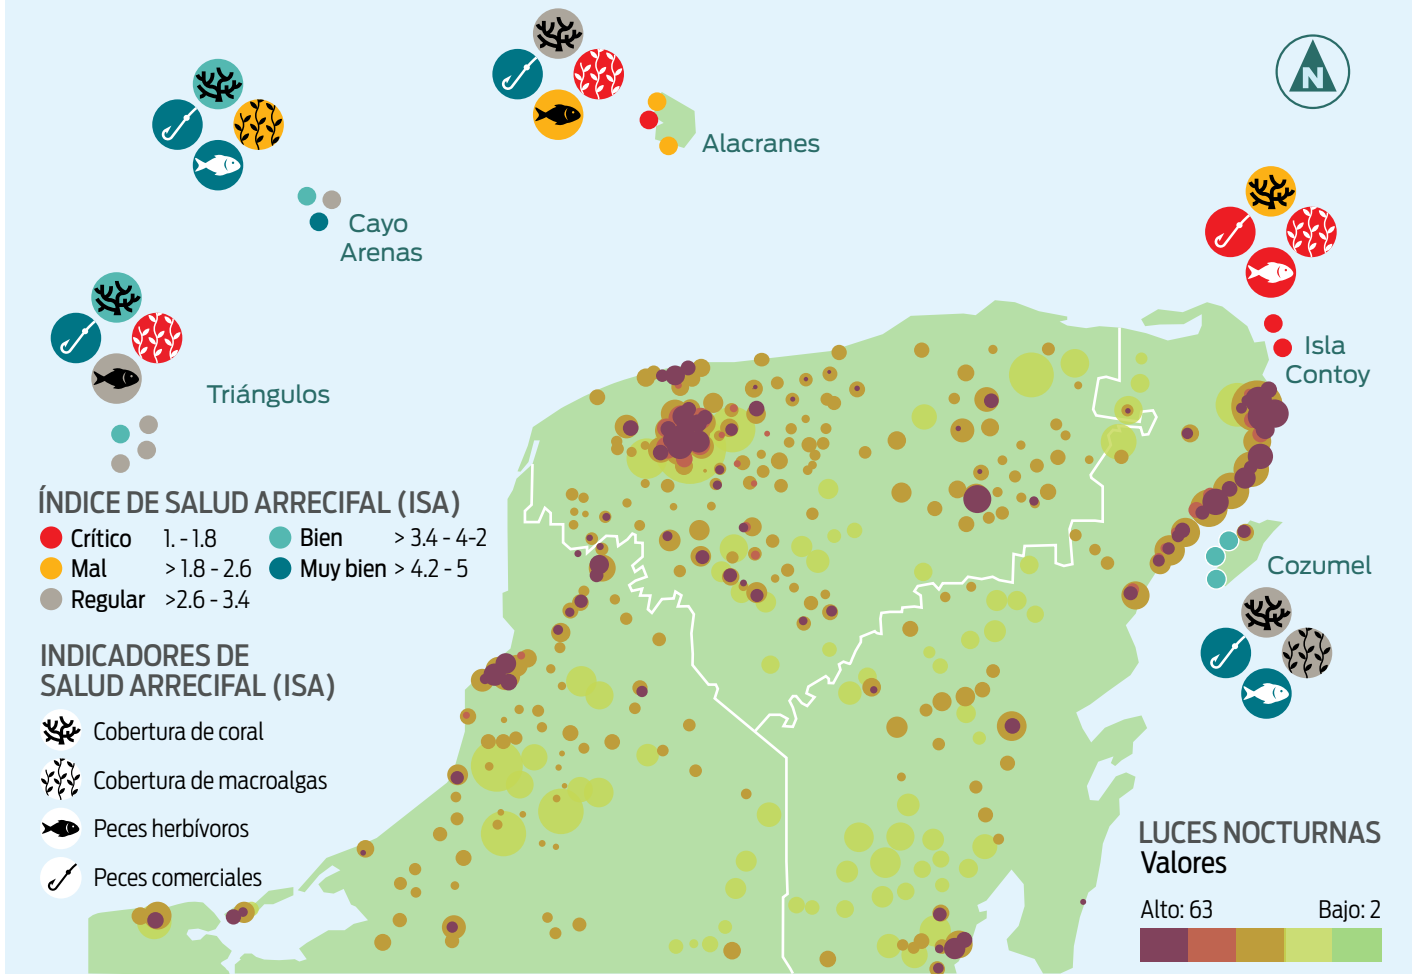 N
Alacranes
Cayo
Arenas
Triángulos
Isla
Contoy
Cozumel
ÍNDICE DE SALUD ARRECIFAL (ISA)
Crítico 1. - 1.8
Bien > 3.4 - 4-2
Mal > 1.8 - 2.6
Muy bien > 4.2 - 5
Regular >2.6 - 3.4
INDICADORES DE
SALUD ARRECIFAL (ISA)
Cobertura de coral
Cobertura de macroalgas
Peces herbívoros
Peces comerciales
LUCES NOCTURNAS
Valores
Alto: 63 Bajo: 2